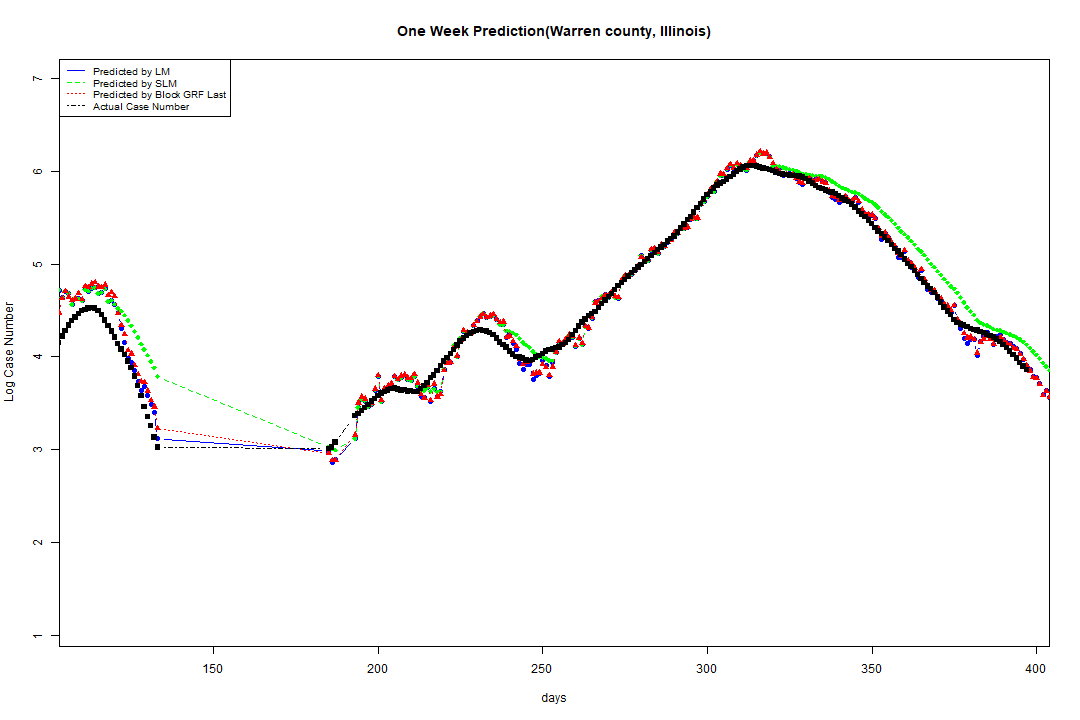 One Week Prediction(Warren county, Illinois)
Predicted by LM
Predicted by SLM
Predicted by Block GRF Last
Actual Case Number
7
6
5
4
3
2
1
Log Case Number
150 200 250 300 350 400
days